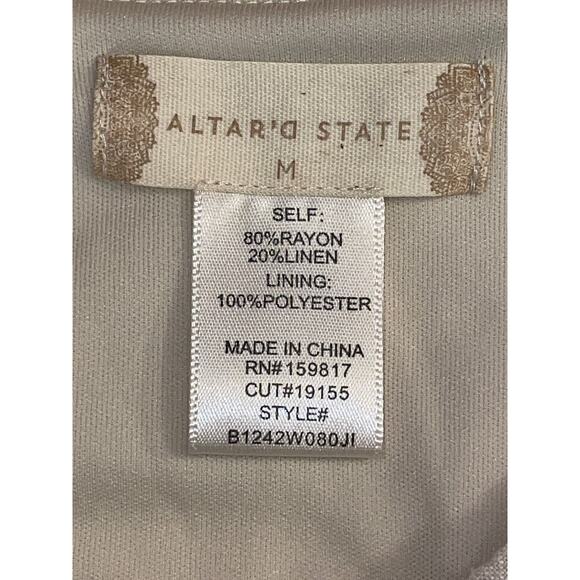 ALTAR'D STATE
M
SELF:
80%RAYON
20%LINEN
LINING:
100%POLYESTER
MADE IN CHINA
RN#159817
CUT#19155
STYLE#
B1242W080JI